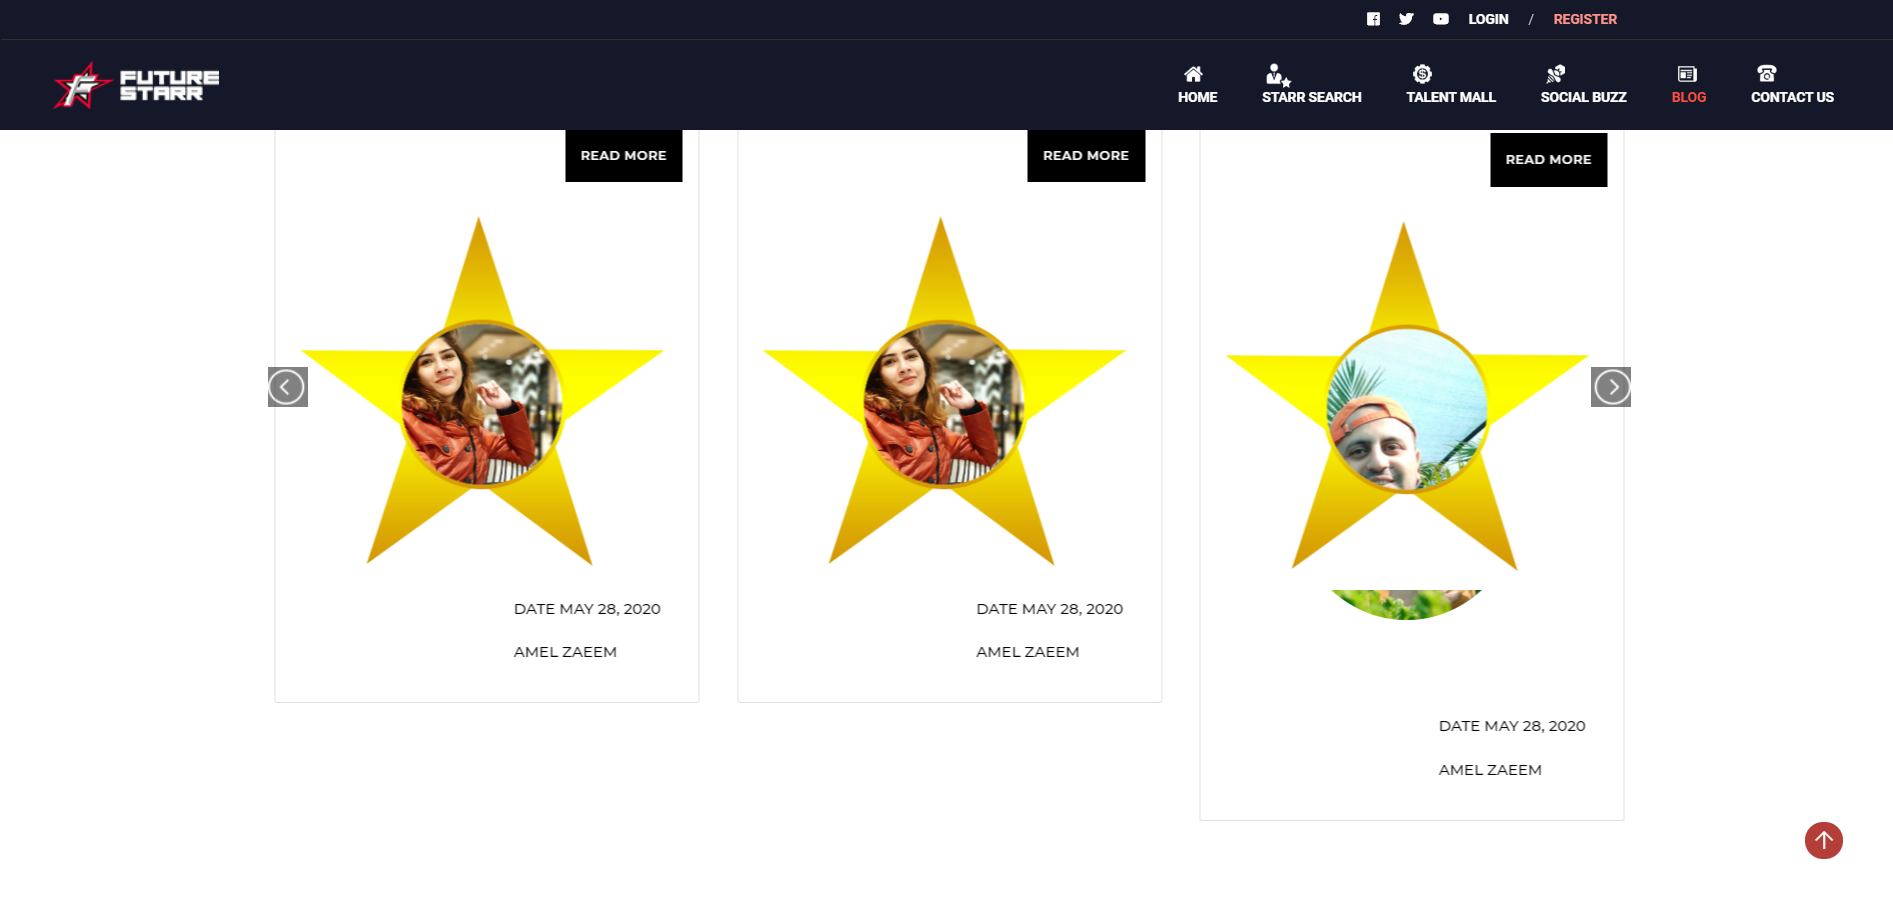 LOGIN / REGISTER
FUTURE
STARR
HOME STARR SEARCH TALENT MALL SOCIAL BUZZ BLOG CONTACT US
READ MORE
READ MORE
READ MORE
DATE MAY 28, 2020
AMEL ZAEEM
DATE MAY 28, 2020
AMEL ZAEEM
DATE MAY 28, 2020
AMEL ZAEEM